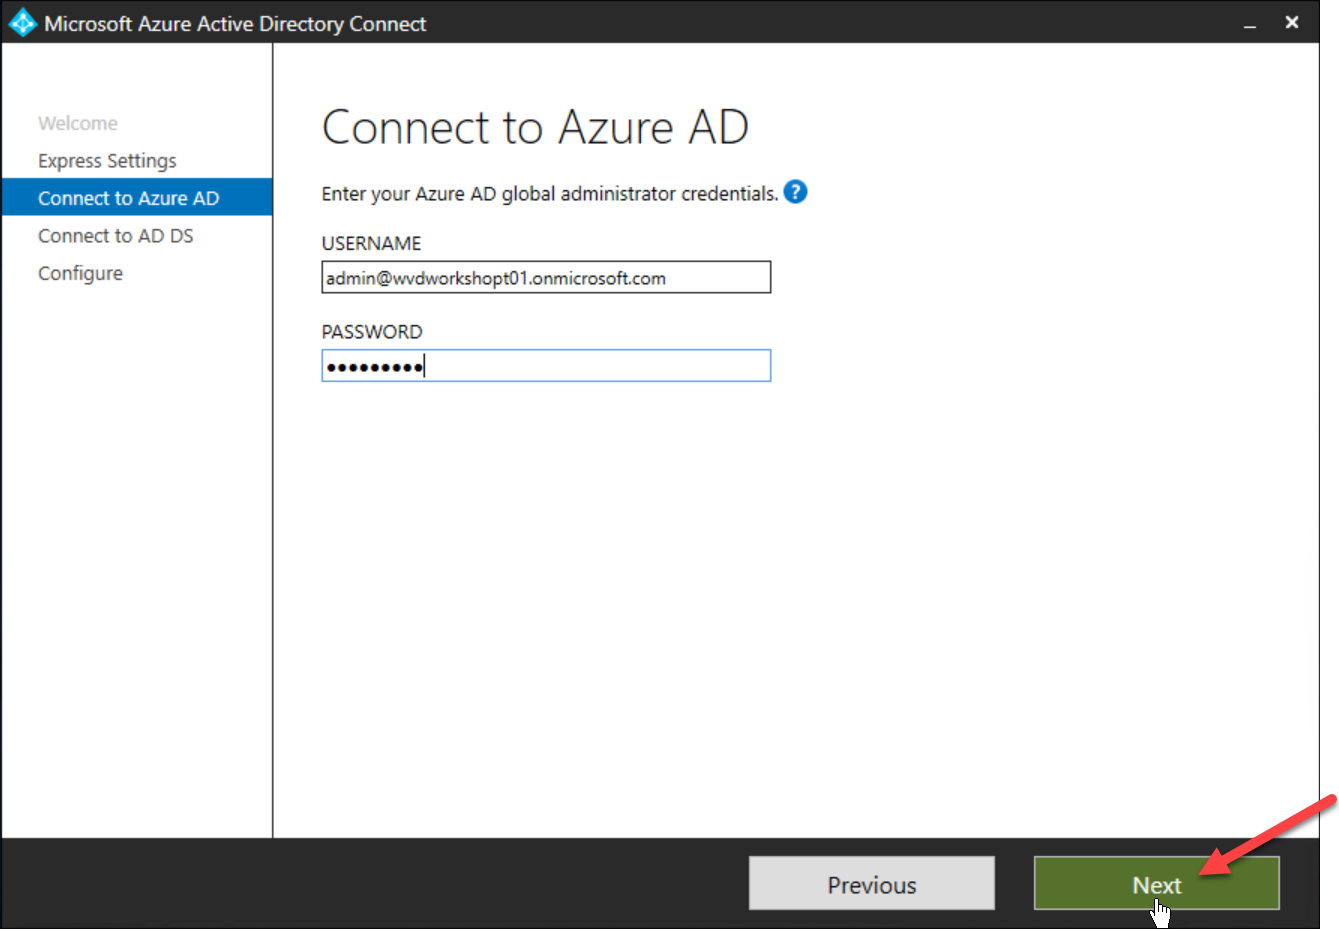 Microsoft Azure Active Directory Connect
Welcome
Express Settings
Connect to Azure AD
Connect to AD DS
Configure
Connect to Azure AD
Enter your Azure AD global administrator credentials. ?
USERNAME
admin@wvdworkshopt01.onmicrosoft.com
PASSWORD
●●●●●●●●●
Previous
Next